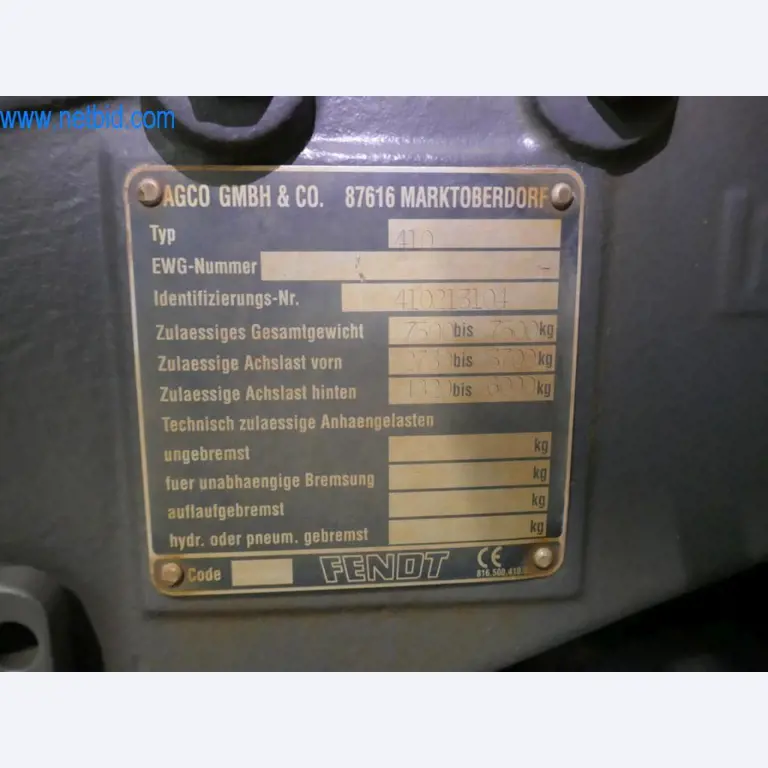 www.netbid.com
AGCO GMBH & CO. 87616 MARKTOBERDORF
Typ 410
EWG-Nummer -
Identifizierungs-Nr. 410213104
Zulaessiges Gesamtgewicht 7500 bis 7500 kg
Zulaessige Achslast vorn bis kg
Zulaessige Achslast hinten bis kg
Technisch zulaessige Anhaengelasten
ungebremst kg
fuer unabhaengige Bremsung kg
auflaufgebremst kg
hydr. oder pneum. gebremst kg
Code FENDT CE